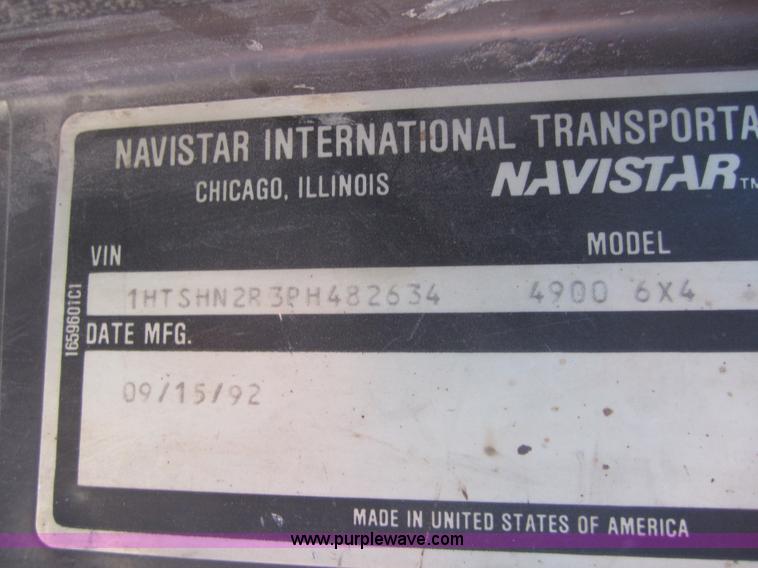 NAVISTAR INTERNATIONAL TRANSPORTA
CHICAGO, ILLINOIS NAVISTAR TM
VIN MODEL
1HTSHN2R3PH482634 4900 6X4
1659601C1
DATE MFG.
09/15/92
MADE IN UNITED STATES OF AMERICA
www.purplewave.com